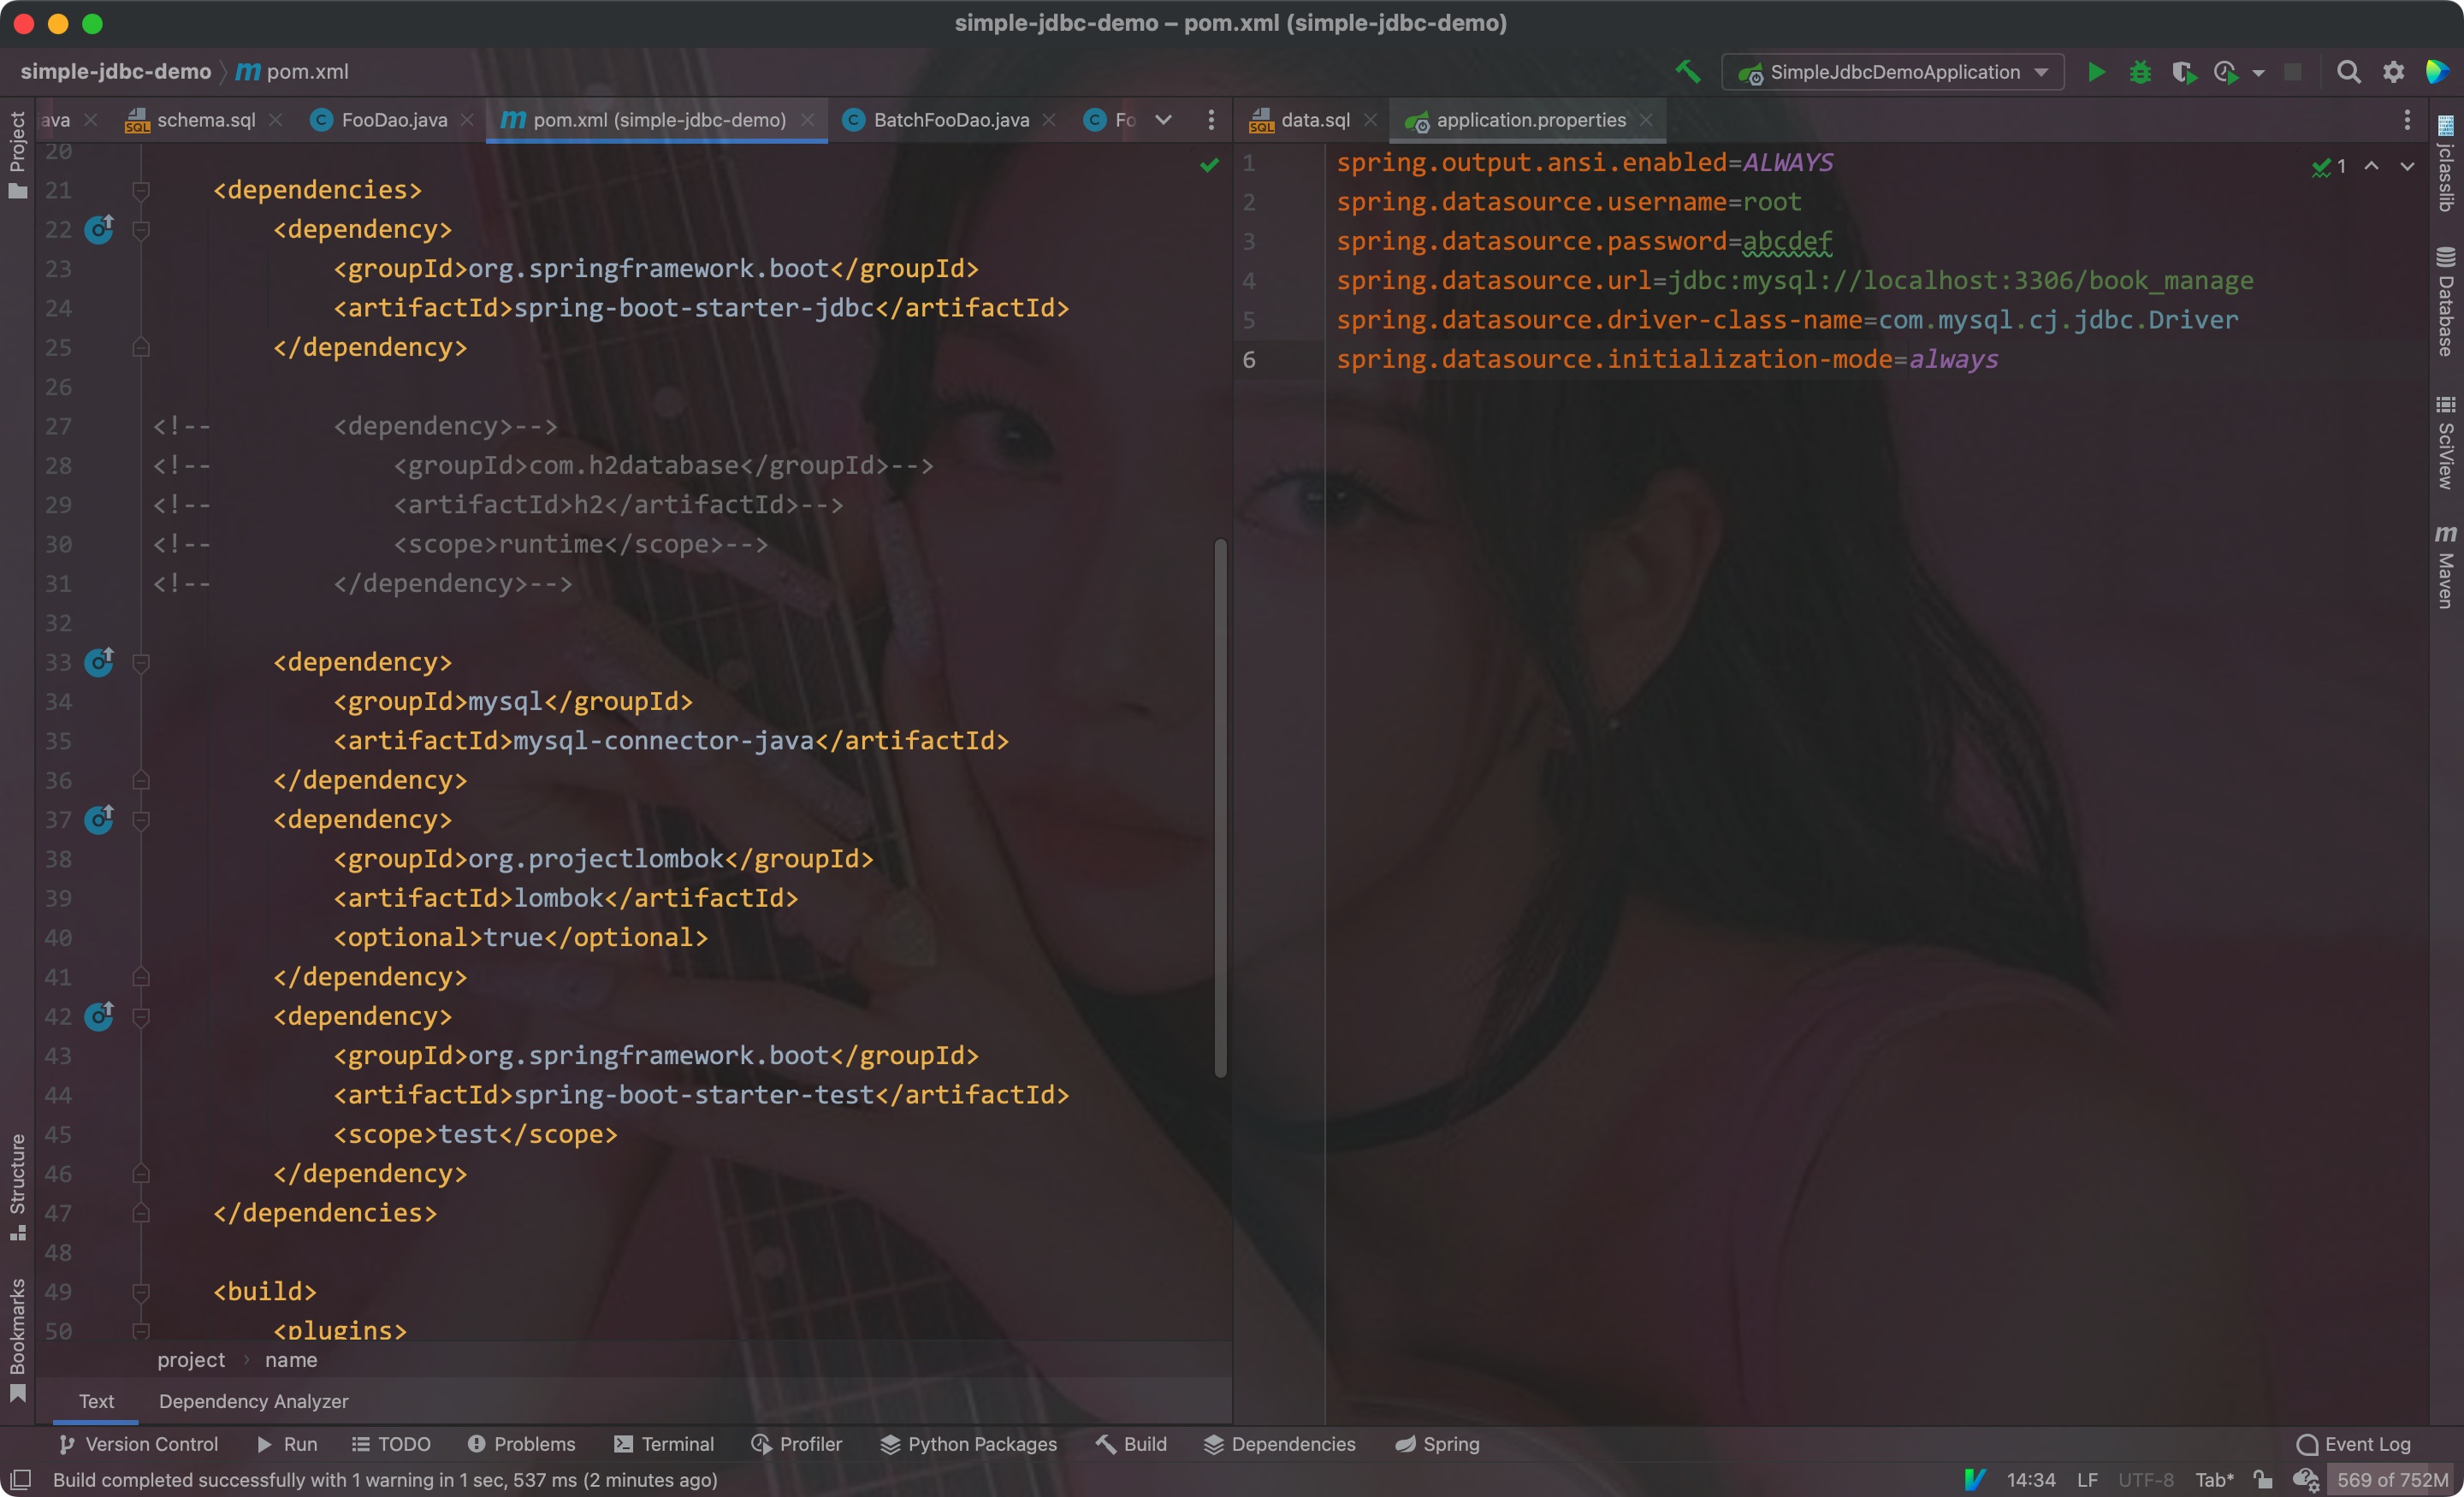 simple-jdbc-demo – pom.xml (simple-jdbc-demo)
simple-jdbc-demo 〉 m pom.xml
SimpleJdbcDemoApplication
ava
schema.sql
FooDao.java
pom.xml (simple-jdbc-demo)
BatchFooDao.java
Fo
data.sql
application.properties
Project
Structure
Bookmarks
20
21 <dependencies>
22 <dependency>
23 <groupId>org.springframework.boot</groupId>
24 <artifactId>spring-boot-starter-jdbc</artifactId>
25 </dependency>
26
27 <!-- <dependency>-->
28 <!-- <groupId>com.h2database</groupId>-->
29 <!-- <artifactId>h2</artifactId>-->
30 <!-- <scope>runtime</scope>-->
31 <!-- </dependency>-->
32
33 <dependency>
34 <groupId>mysql</groupId>
35 <artifactId>mysql-connector-java</artifactId>
36 </dependency>
37 <dependency>
38 <groupId>org.projectlombok</groupId>
39 <artifactId>lombok</artifactId>
40 <optional>true</optional>
41 </dependency>
42 <dependency>
43 <groupId>org.springframework.boot</groupId>
44 <artifactId>spring-boot-starter-test</artifactId>
45 <scope>test</scope>
46 </dependency>
47 </dependencies>
48
49 <build>
50 <plugins>
project › name
Text Dependency Analyzer
1 spring.output.ansi.enabled=ALWAYS
2 spring.datasource.username=root
3 spring.datasource.password=abcdef
4 spring.datasource.url=jdbc:mysql://localhost:3306/book_manage
5 spring.datasource.driver-class-name=com.mysql.cj.jdbc.Driver
6 spring.datasource.initialization-mode=always
1
jclasslib
Database
SciView
Maven
Version Control Run TODO Problems Terminal Profiler Python Packages Build Dependencies Spring Event Log
Build completed successfully with 1 warning in 1 sec, 537 ms (2 minutes ago)
14:34 LF UTF-8 Tab* 569 of 752M